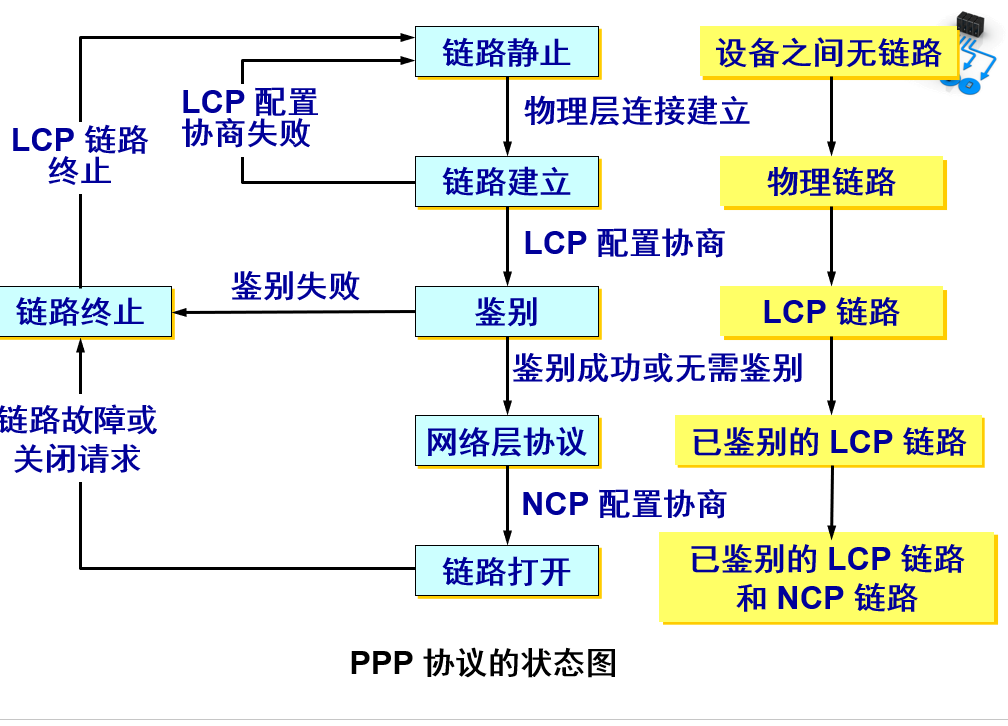 链路静止
设备之间无链路
LCP 配置
协商失败
物理层连接建立
LCP 链路
终止
链路建立
物理链路
LCP 配置协商
鉴别失败
链路终止
鉴别
LCP 链路
鉴别成功或无需鉴别
链路故障或
关闭请求
网络层协议
已鉴别的 LCP 链路
NCP 配置协商
链路打开
已鉴别的 LCP 链路
和 NCP 链路
PPP 协议的状态图